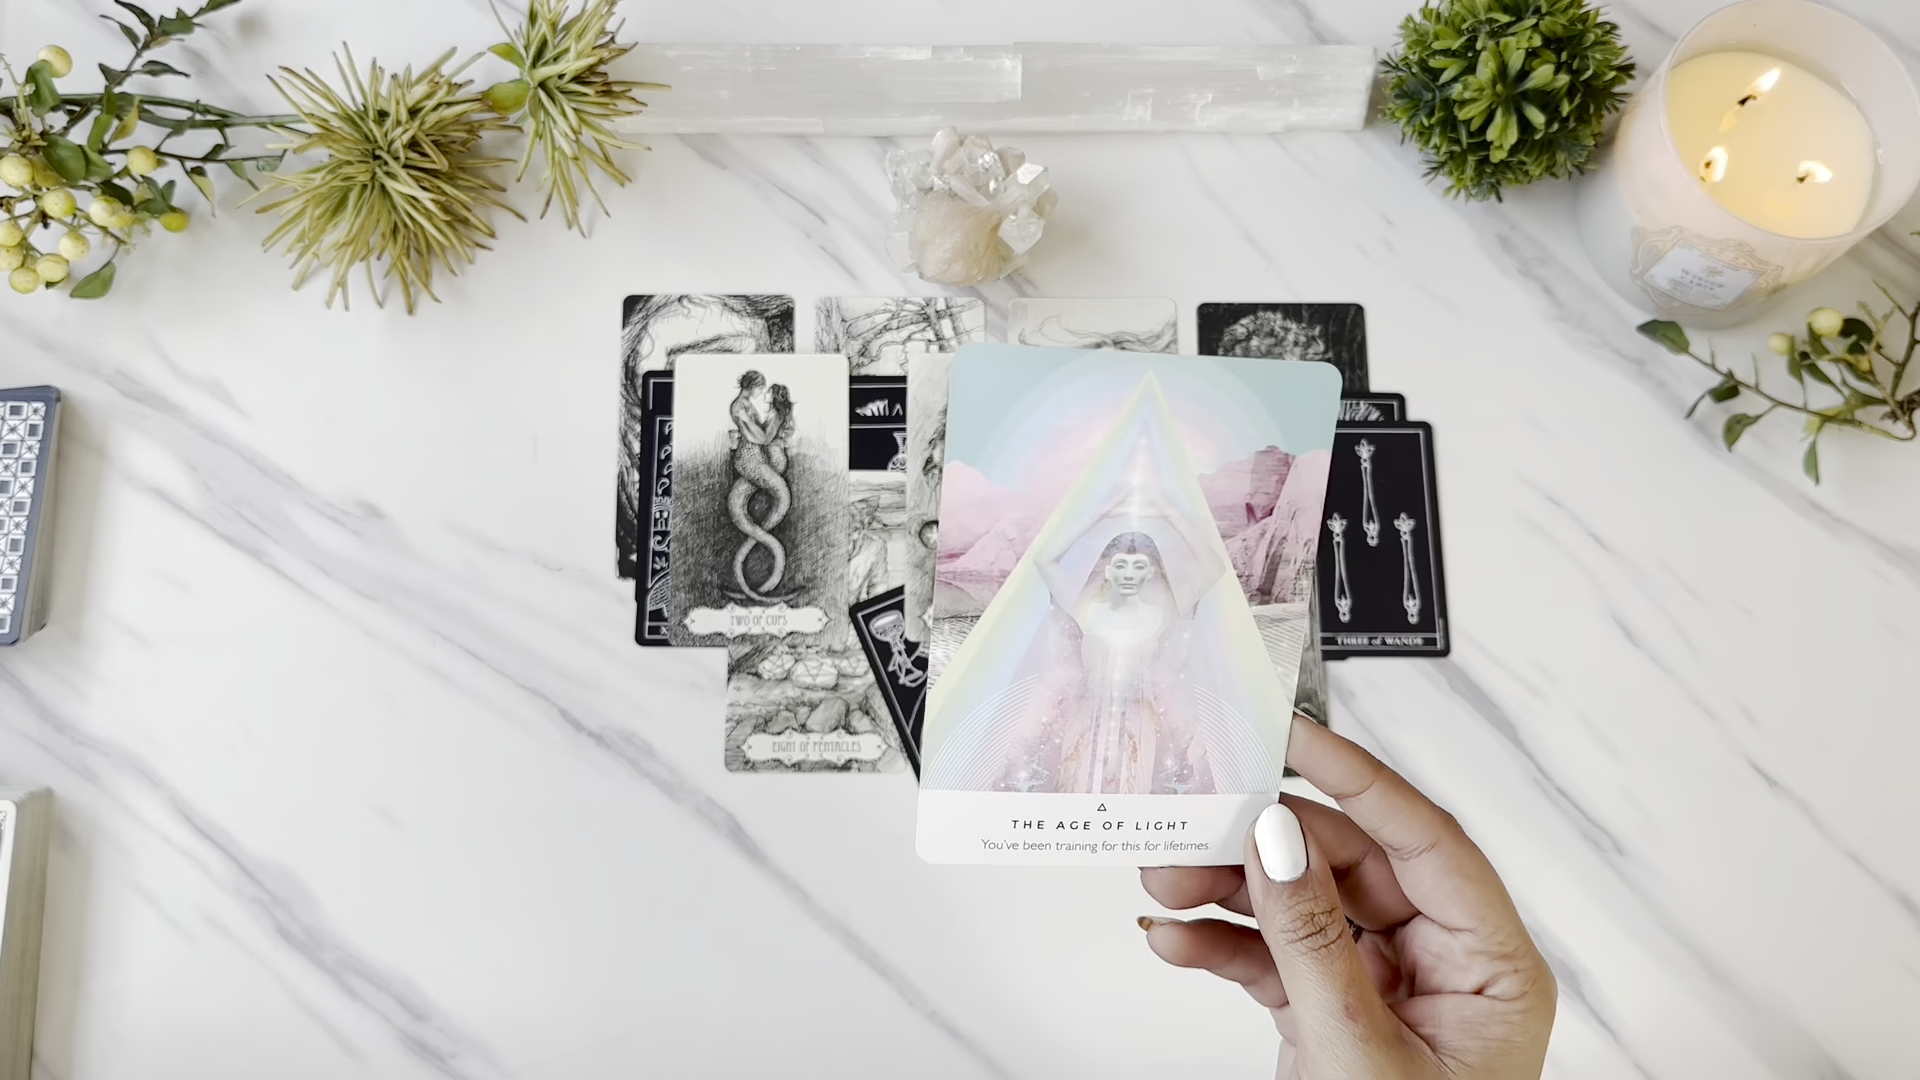 TWO OF CUPS
THREE of WANDS
EIGHT OF PENTACLES
THE AGE OF LIGHT
You've been training for this for lifetimes.